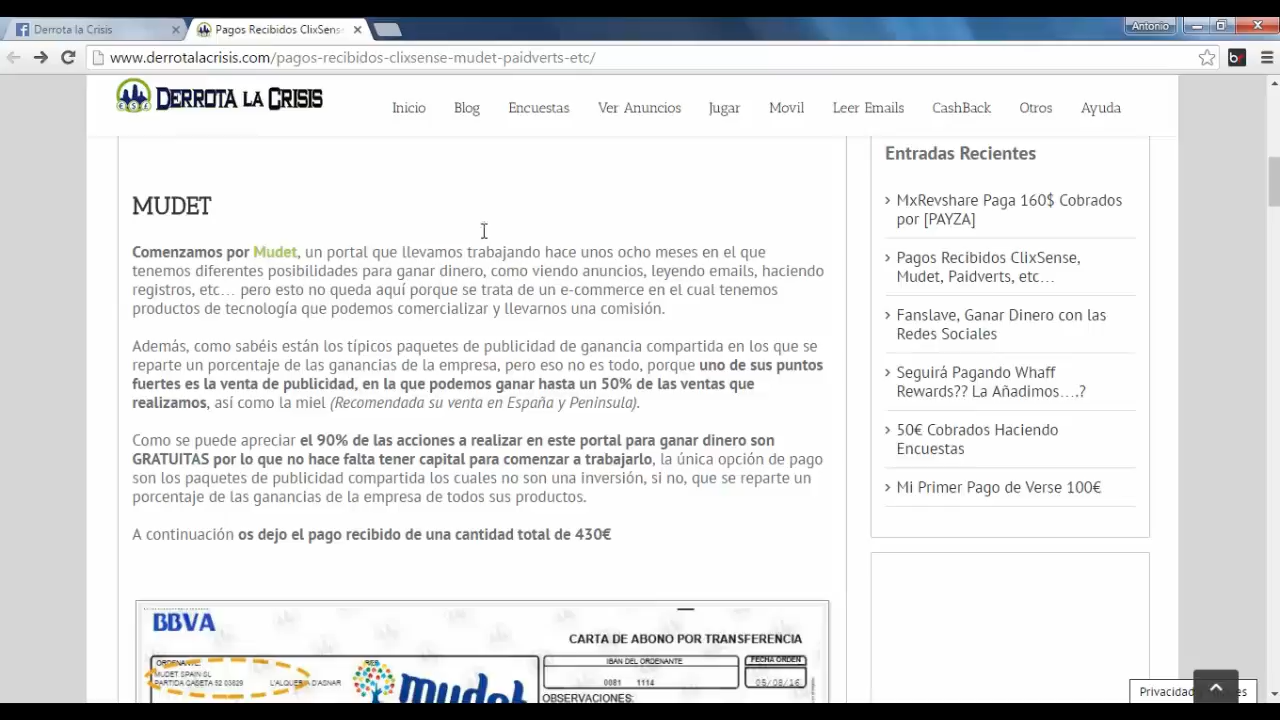 Derrota la Crisis
Pagos Recibidos ClixSense
Antonio
www.derrotalacrisis.com/pagos-recibidos-clixsense-mudet-paidverts-etc/
DERROTA LA CRISIS
Inicio Blog Encuestas Ver Anuncios Jugar Movil Leer Emails CashBack Otros Ayuda
MUDET
Comenzamos por Mudet, un portal que llevamos trabajando hace unos ocho meses en el que
tenemos diferentes posibilidades para ganar dinero, como viendo anuncios, leyendo emails, haciendo
registros, etc… pero esto no queda aquí porque se trata de un e-commerce en el cual tenemos
productos de tecnología que podemos comercializar y llevarnos una comisión.
Además, como sabéis están los típicos paquetes de publicidad de ganancia compartida en los que se
reparte un porcentaje de las ganancias de la empresa, pero eso no es todo, porque uno de sus puntos
fuertes es la venta de publicidad, en la que podemos ganar hasta un 50% de las ventas que
realizamos, así como la miel (Recomendada su venta en España y Península).
Como se puede apreciar el 90% de las acciones a realizar en este portal para ganar dinero son
GRATUITAS por lo que no hace falta tener capital para comenzar a trabajarlo, la única opción de pago
son los paquetes de publicidad compartida los cuales no son una inversión, si no, que se reparte un
porcentaje de las ganancias de la empresa de todos sus productos.
A continuación os dejo el pago recibido de una cantidad total de 430€
BBVA
CARTA DE ABONO POR TRANSFERENCIA
ORDENANTE:
MUDET SPAIN SL
PARTIDA GASETA 52 03829 L'ALQUERIA D'ASNAR
mudet
IBAN DEL ORDENANTE
0081 1114
FECHA ORDEN
05/08/16
OBSERVACIONES:
Entradas Recientes
MxRevshare Paga 160$ Cobrados
por [PAYZA]
Pagos Recibidos ClixSense,
Mudet, Paidverts, etc…
Fanslave, Ganar Dinero con las
Redes Sociales
Seguirá Pagando Whaff
Rewards?? La Añadimos….?
50€ Cobrados Haciendo
Encuestas
Mi Primer Pago de Verse 100€